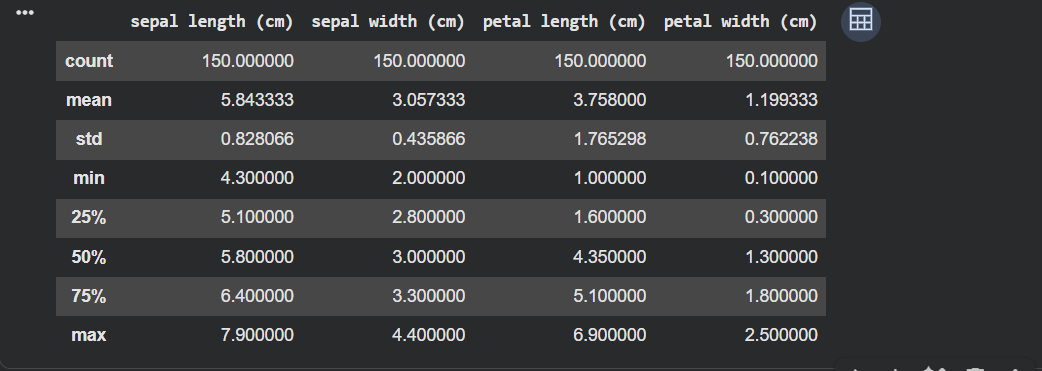 sepal length (cm) sepal width (cm) petal length (cm) petal width (cm)
count 150.000000 150.000000 150.000000 150.000000
mean 5.843333 3.057333 3.758000 1.199333
std 0.828066 0.435866 1.765298 0.762238
min 4.300000 2.000000 1.000000 0.100000
25% 5.100000 2.800000 1.600000 0.300000
50% 5.800000 3.000000 4.350000 1.300000
75% 6.400000 3.300000 5.100000 1.800000
max 7.900000 4.400000 6.900000 2.500000